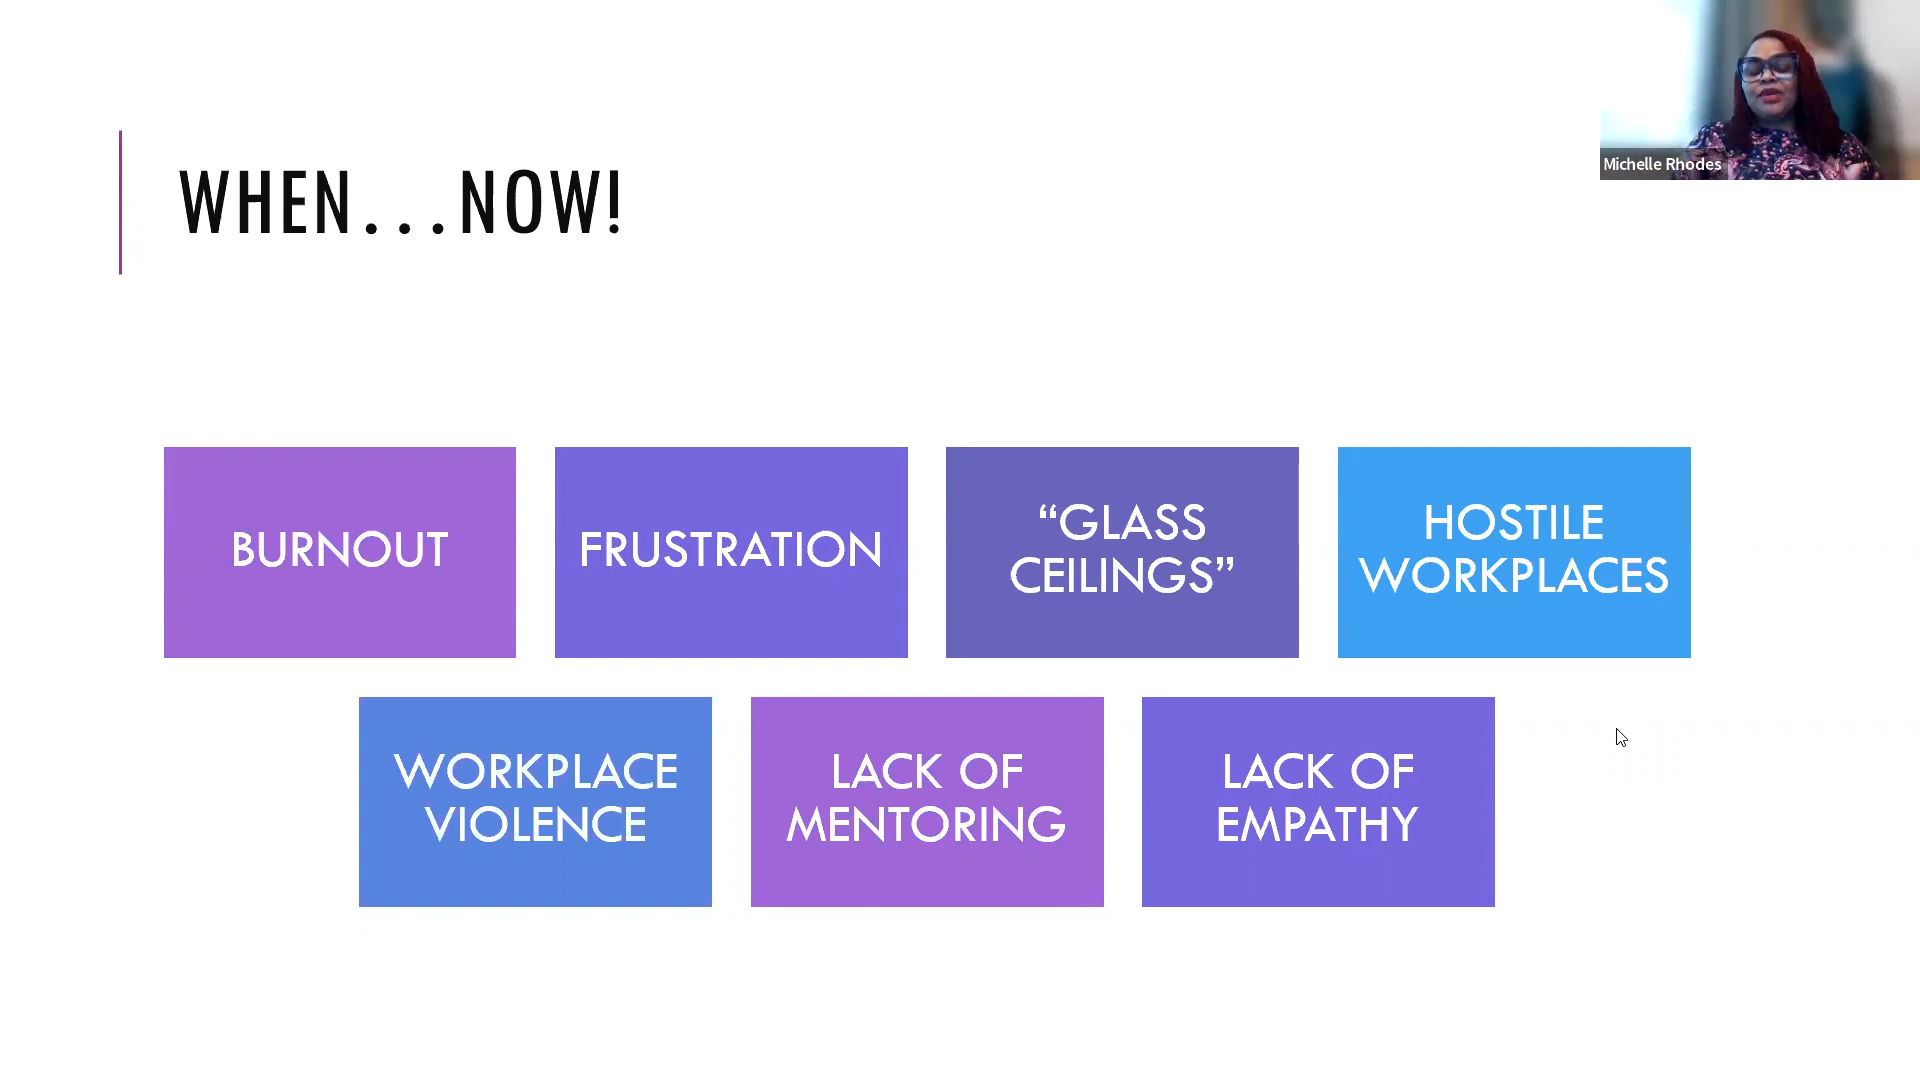 Michelle Rhodes
WHEN...NOW!
BURNOUT
FRUSTRATION
“GLASS
CEILINGS”
HOSTILE
WORKPLACES
WORKPLACE
VIOLENCE
LACK OF
MENTORING
LACK OF
EMPATHY